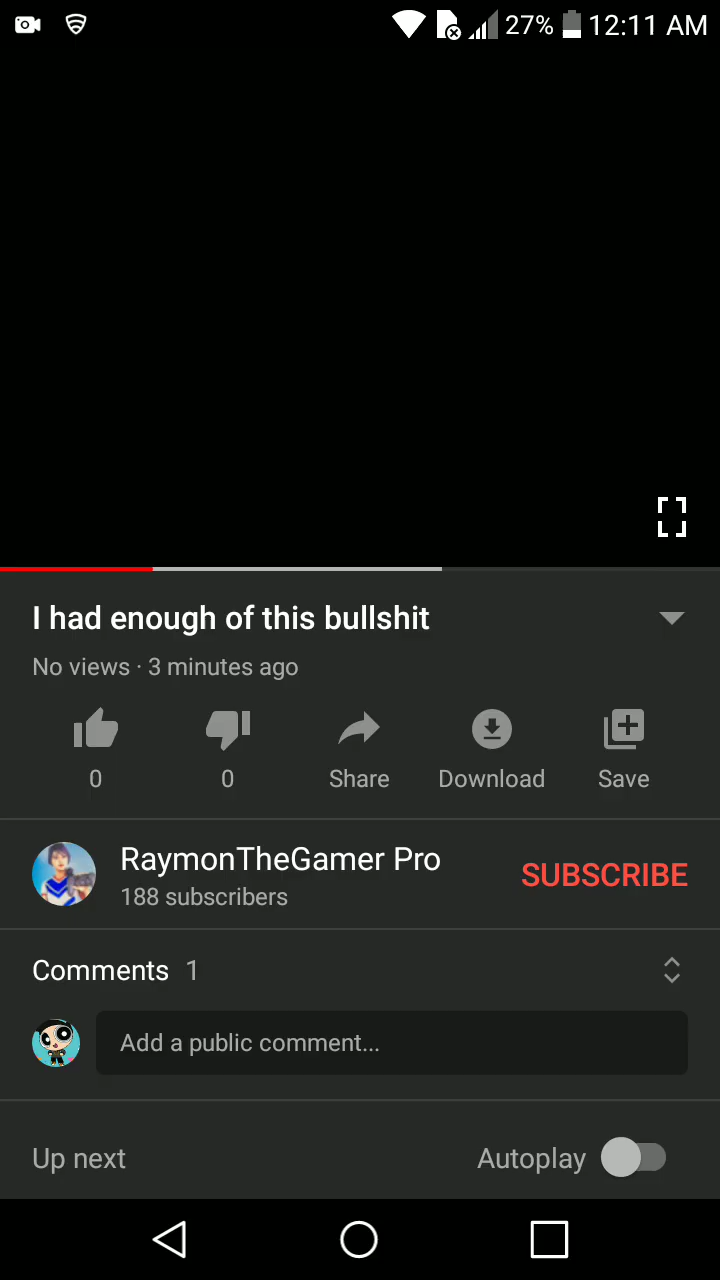 27% 12:11 AM
I had enough of this bullshit
No views · 3 minutes ago
0 0 Share Download Save
RaymonTheGamer Pro
SUBSCRIBE
188 subscribers
Comments 1
Add a public comment...
Up next Autoplay